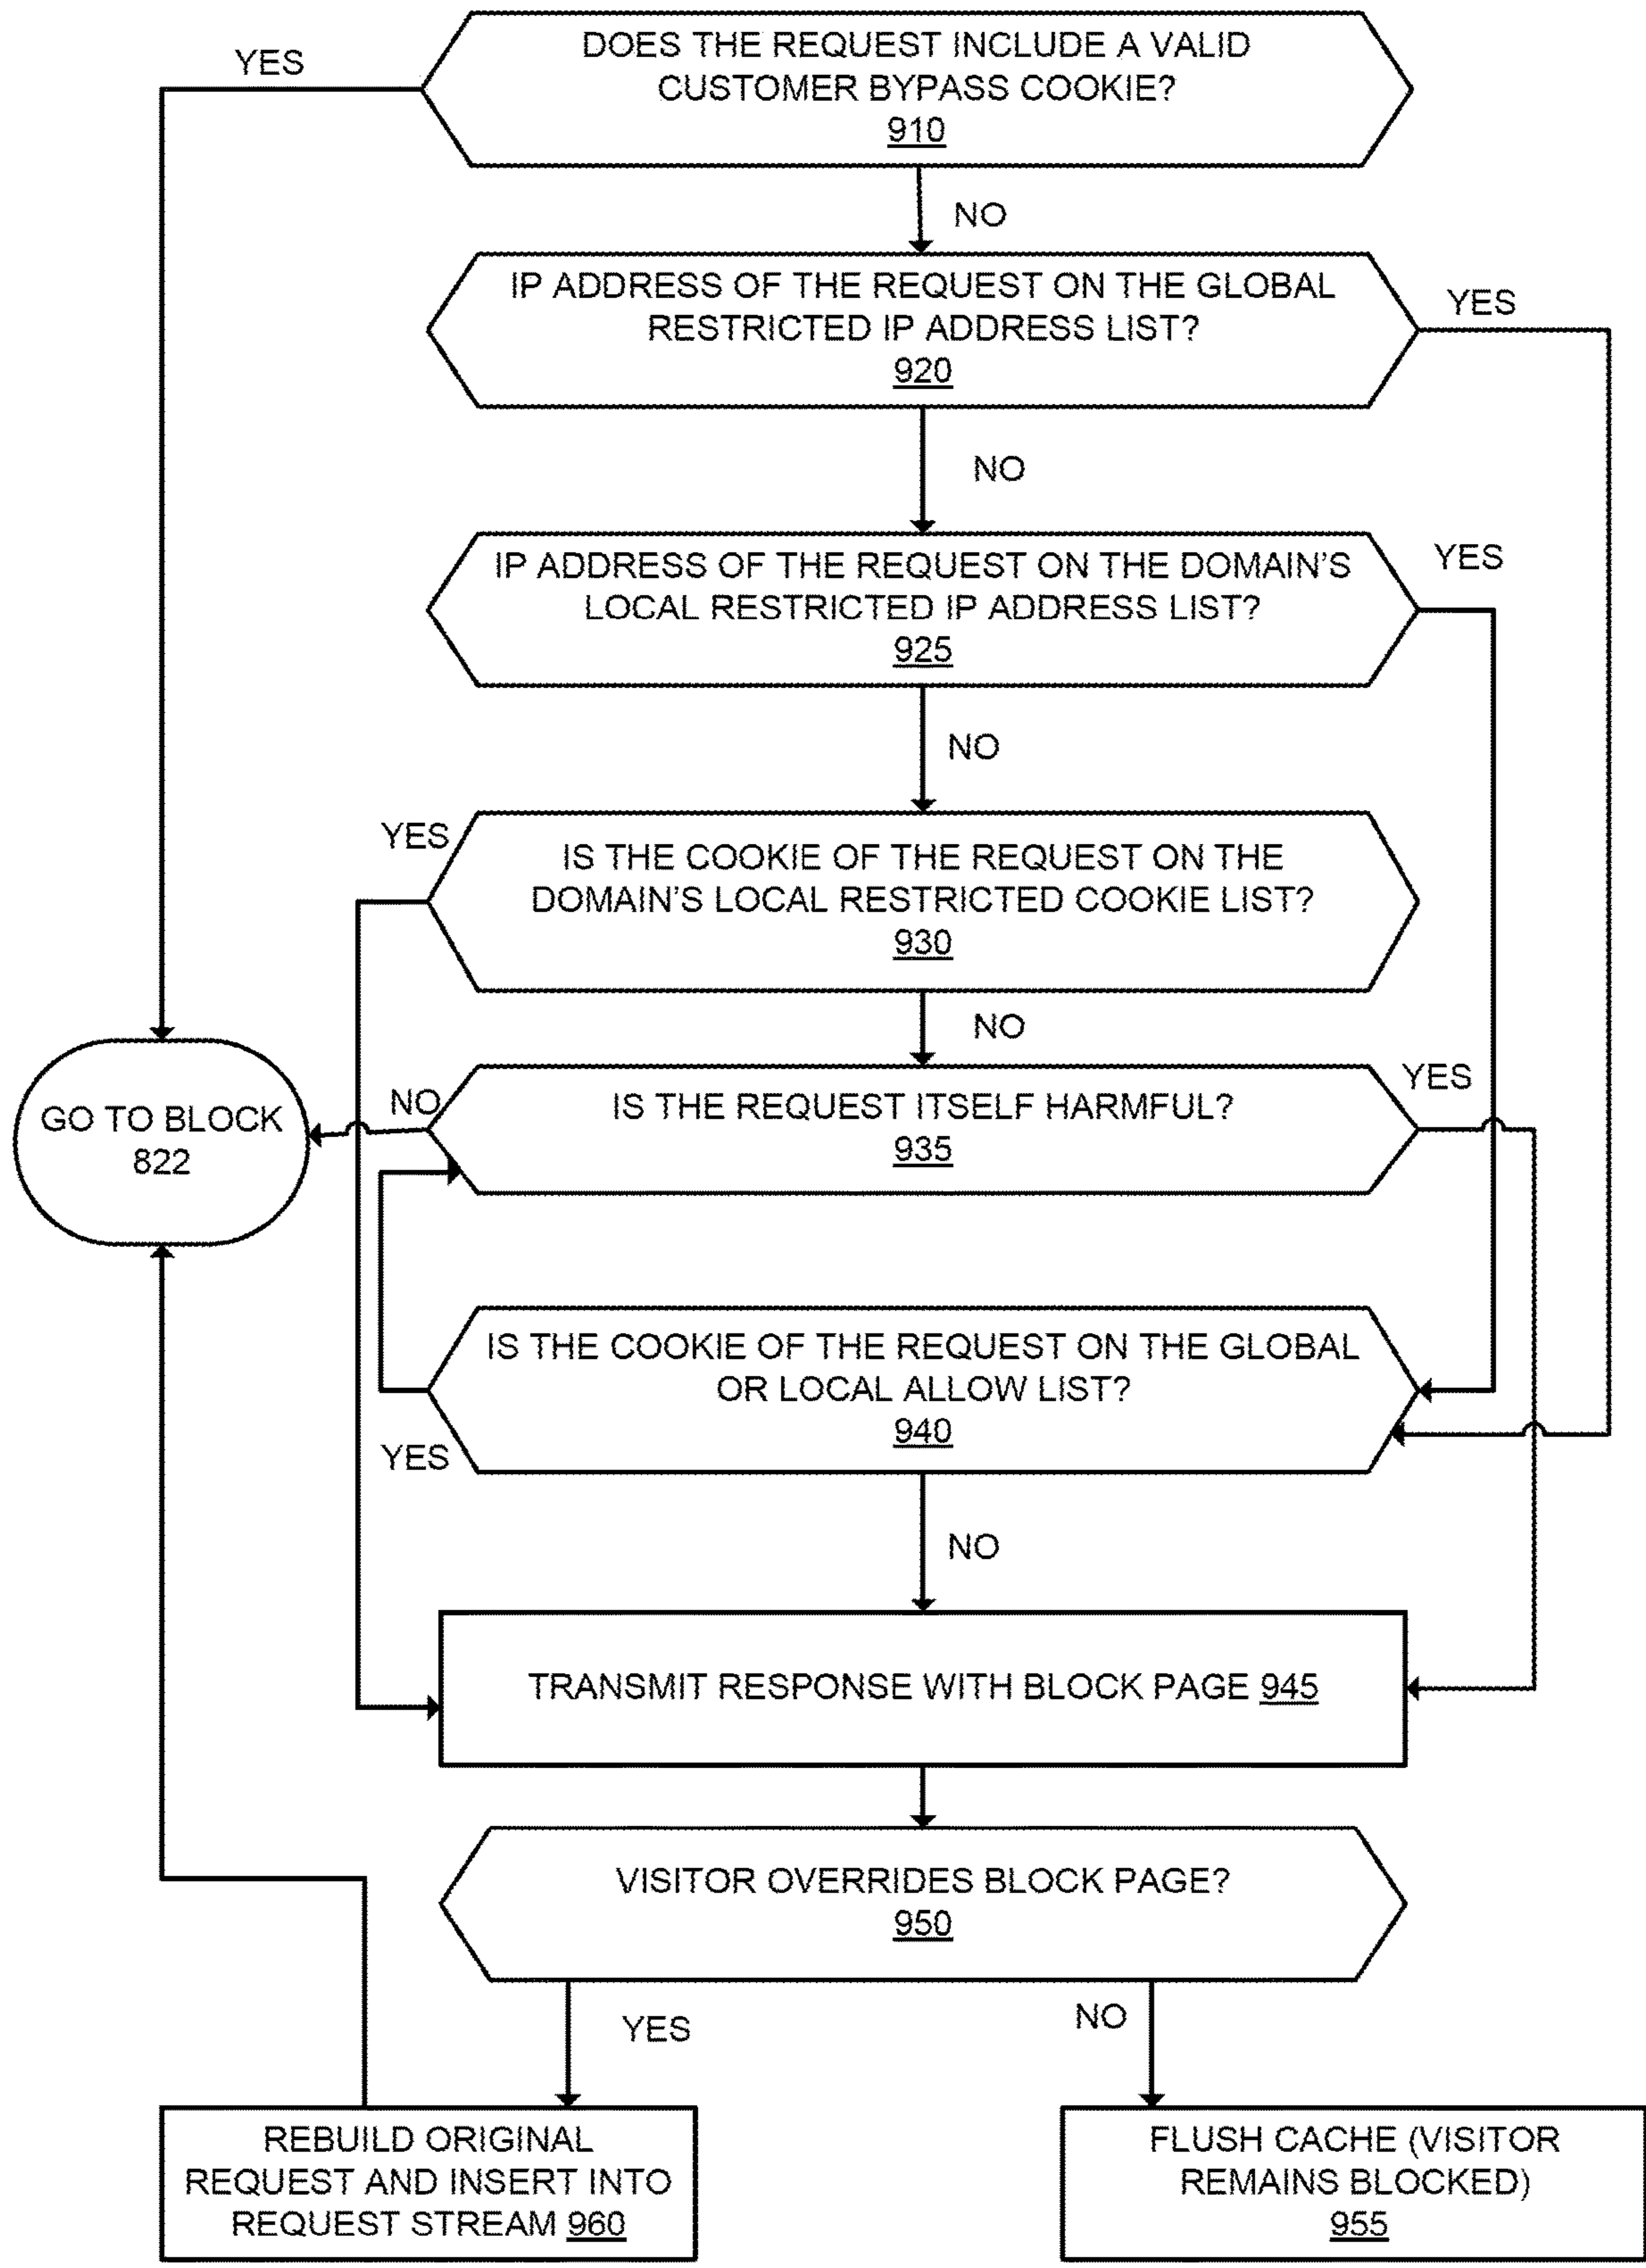 DOES THE REQUEST INCLUDE A VALID
CUSTOMER BYPASS COOKIE?
910
YES
NO
IP ADDRESS OF THE REQUEST ON THE GLOBAL
RESTRICTED IP ADDRESS LIST?
920
YES
NO
IP ADDRESS OF THE REQUEST ON THE DOMAIN'S
LOCAL RESTRICTED IP ADDRESS LIST?
925
YES
NO
IS THE COOKIE OF THE REQUEST ON THE
DOMAIN'S LOCAL RESTRICTED COOKIE LIST?
930
YES
NO
IS THE REQUEST ITSELF HARMFUL?
935
YES
NO
GO TO BLOCK
822
IS THE COOKIE OF THE REQUEST ON THE GLOBAL
OR LOCAL ALLOW LIST?
940
YES
NO
TRANSMIT RESPONSE WITH BLOCK PAGE 945
VISITOR OVERRIDES BLOCK PAGE?
950
YES
NO
REBUILD ORIGINAL
REQUEST AND INSERT INTO
REQUEST STREAM 960
FLUSH CACHE (VISITOR
REMAINS BLOCKED)
955